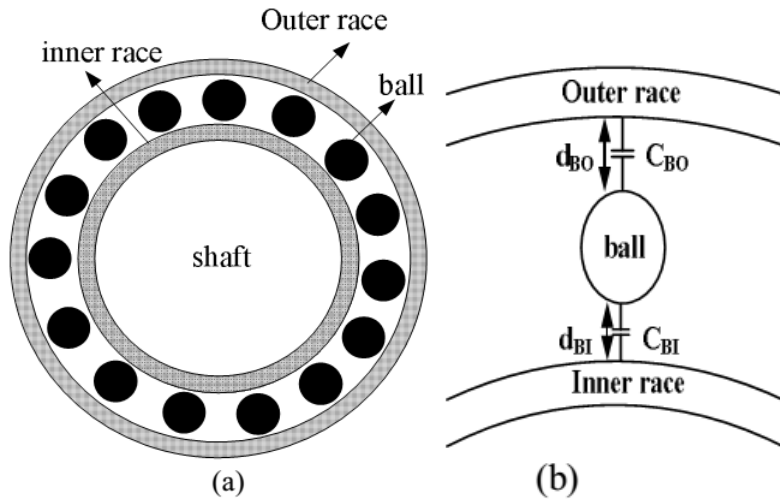 Outer race
inner race
ball
shaft
(a)
Outer race
dBO
CBO
ball
dBI
CBI
Inner race
(b)